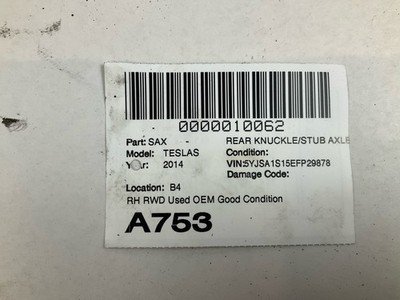 0000010062
Part: SAX REAR KNUCKLE/STUB AXLE
Model: TESLAS Condition:
Year: 2014 VIN:5YJSA1S15EFP29878
Damage Code:
Location: B4
RH RWD Used OEM Good Condition
A753